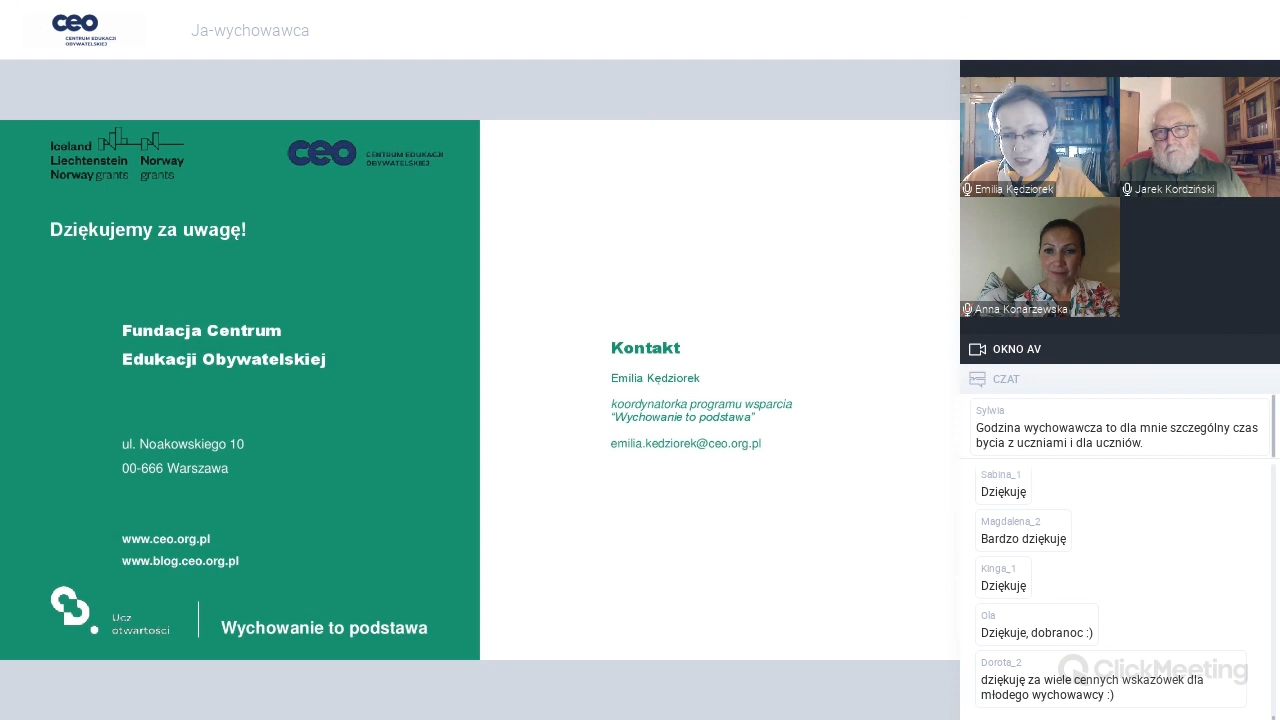 ceo
CENTRUM EDUKACJI
OBYWATELSKIEJ
Ja-wychowawca
Iceland
Liechtenstein
Norway grants
Norway
grants
ceo
CENTRUM EDUKACJI
OBYWATELSKIEJ
Dziękujemy za uwagę!
Fundacja Centrum
Edukacji Obywatelskiej
ul. Noakowskiego 10
00-666 Warszawa
www.ceo.org.pl
www.blog.ceo.org.pl
Ucz
otwartości
Wychowanie to podstawa
Kontakt
Emilia Kędziorek
koordynatorka programu wsparcia
“Wychowanie to podstawa”
emilia.kedziorek@ceo.org.pl
Emilia Kędziorek
Jarek Kordziński
Anna Konarzewska
OKNO AV
CZAT
Sylwia
Godzina wychowawcza to dla mnie szczególny czas
bycia z uczniami i dla uczniów.
Sabina_1
Dziękuję
Magdalena_2
Bardzo dziękuję
Kinga_1
Dziękuję
Ola
Dziękuje, dobranoc :)
Dorota_2
dziękuję za wiele cennych wskazówek dla
młodego wychowawcy :)
ClickMeeting